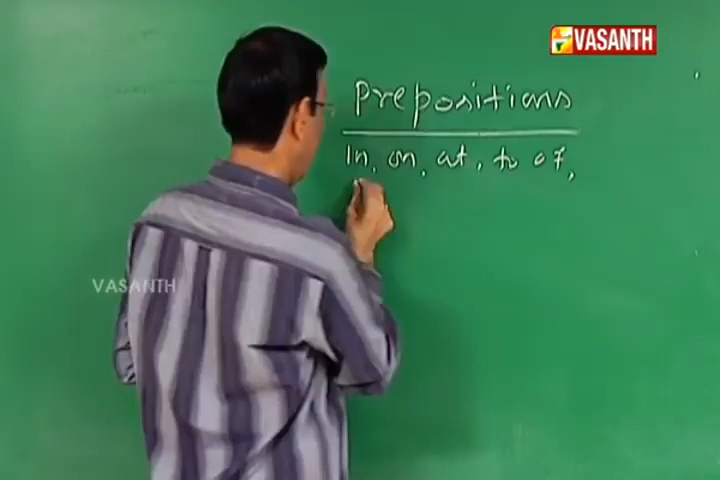 VASANTH
Prepositions
In, on, at, to of,
VASANTH